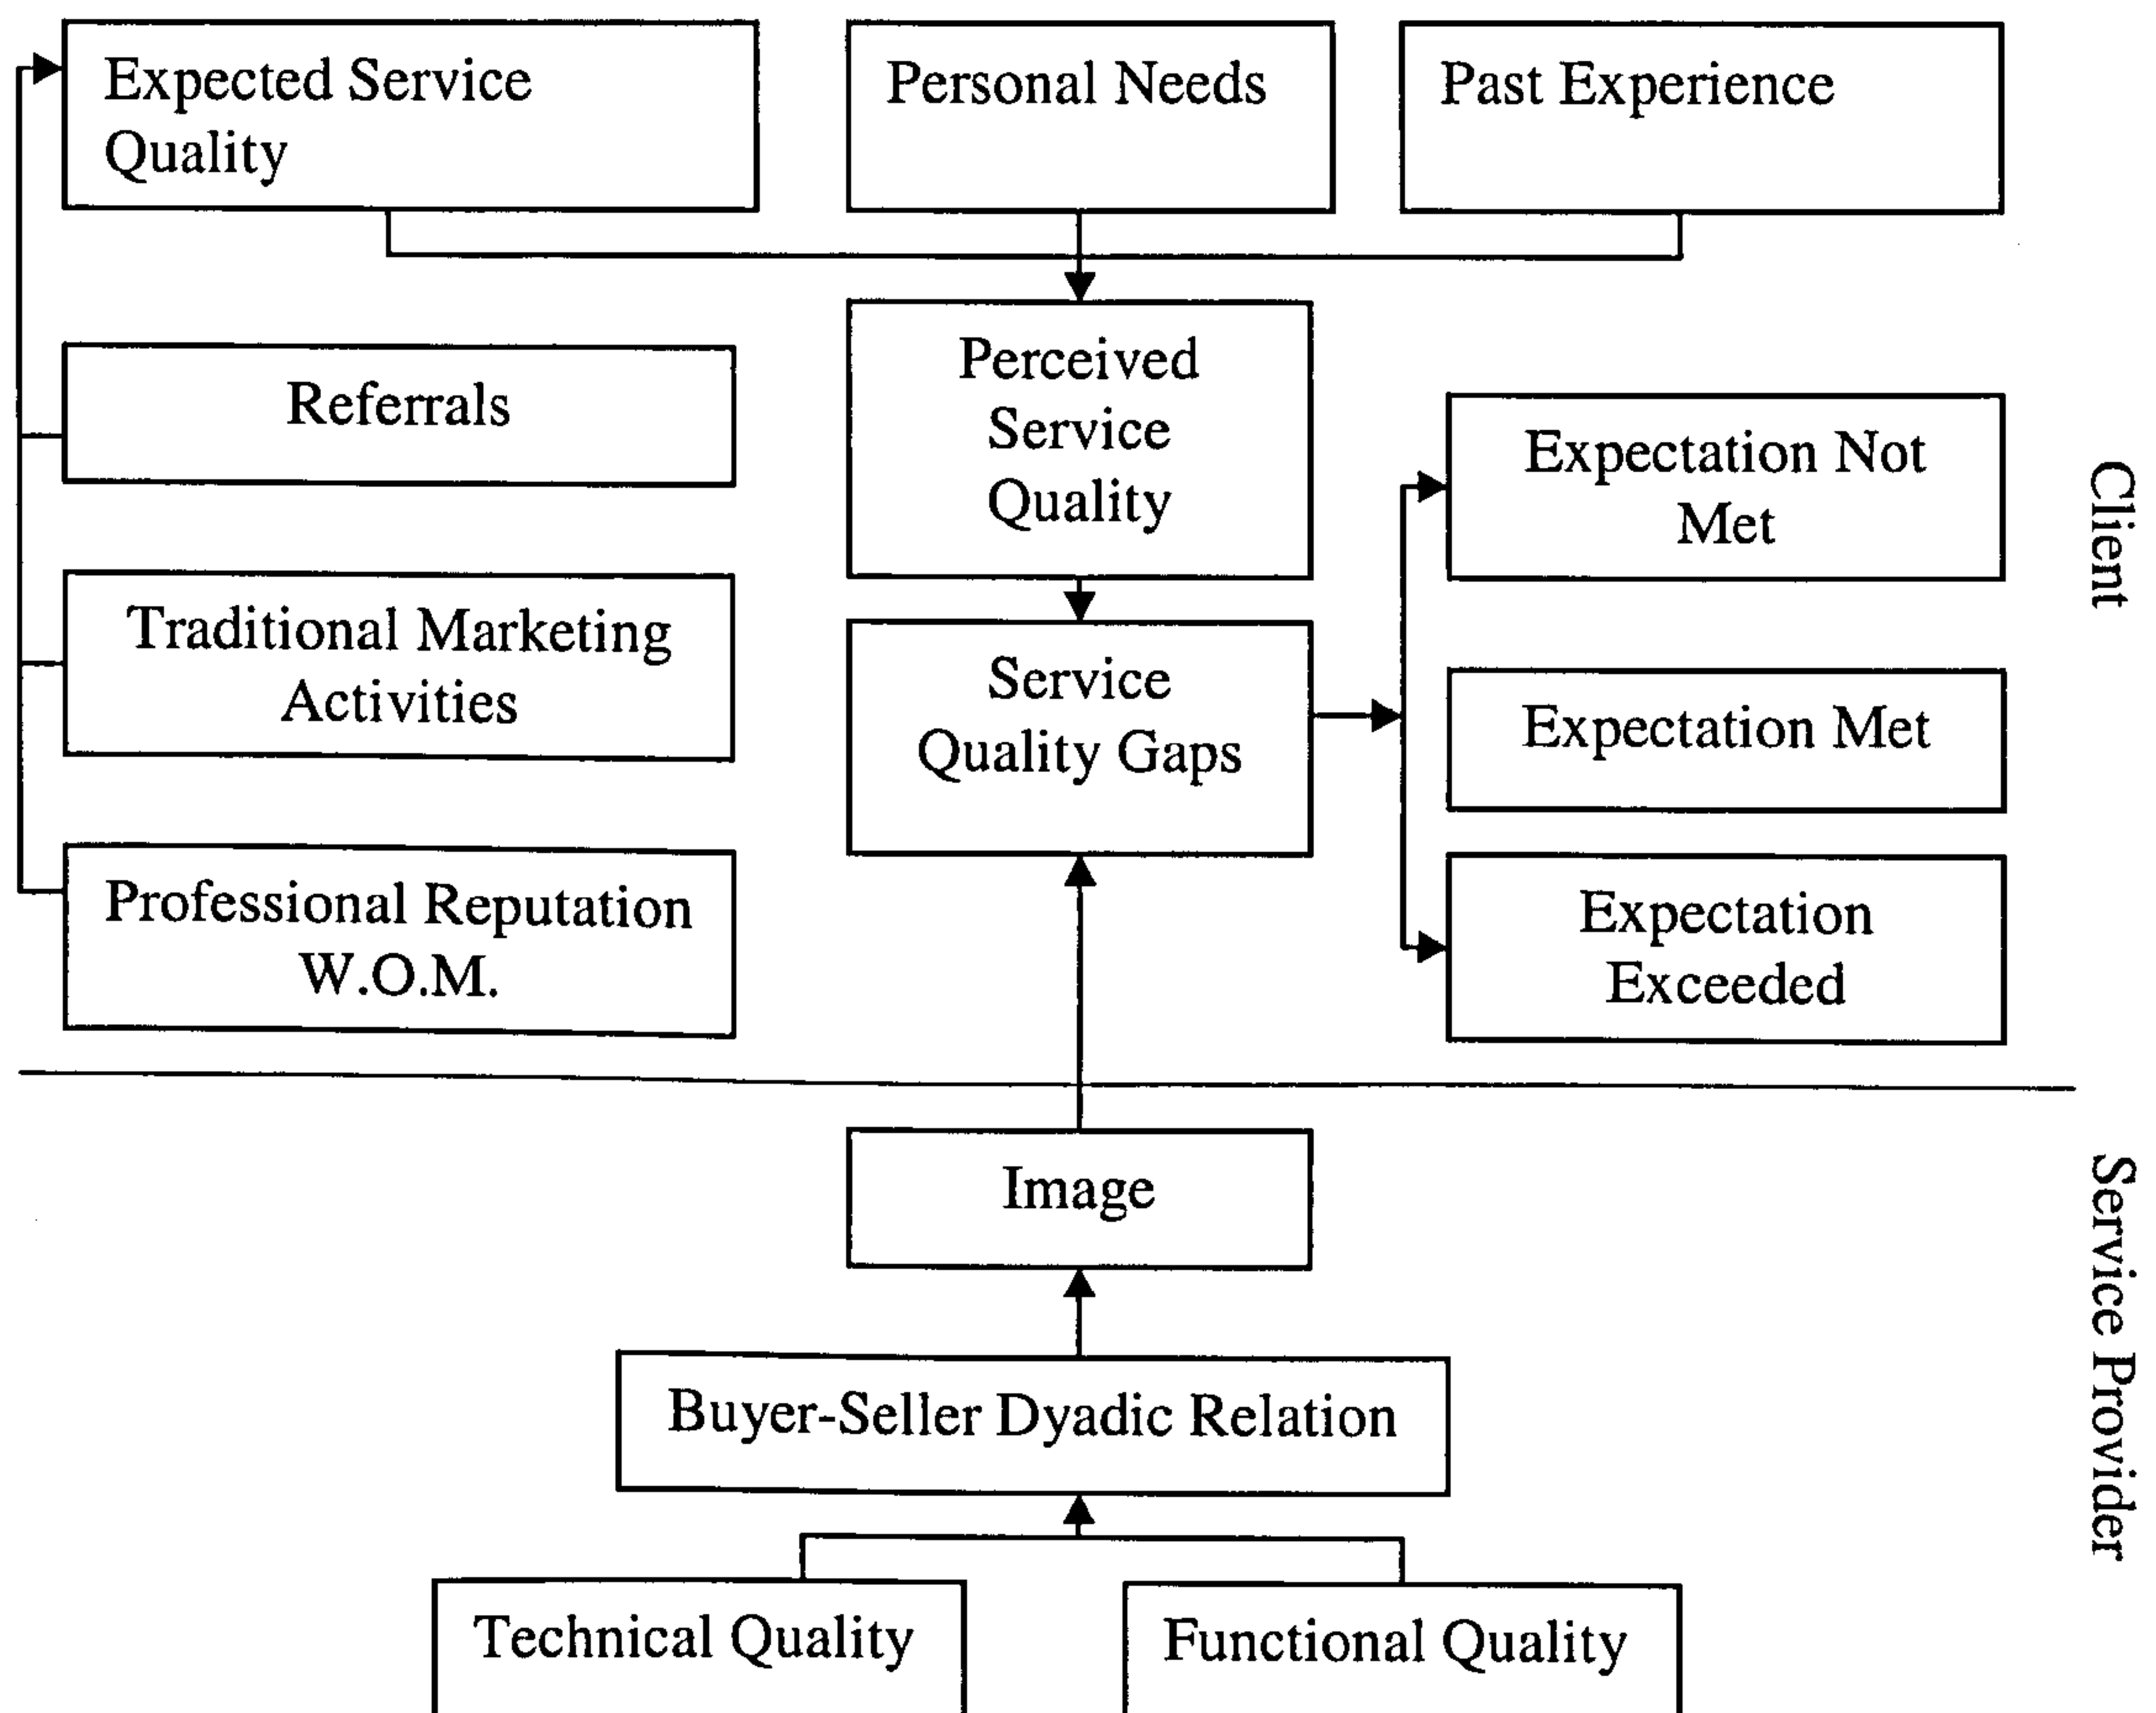 Expected Service
Quality
Personal Needs
Past Experience
Referrals
Perceived
Service
Quality
Expectation Not
Met
Traditional Marketing
Activities
Service
Quality Gaps
Expectation Met
Professional Reputation
W.O.M.
Expectation
Exceeded
Client
Image
Buyer-Seller Dyadic Relation
Technical Quality
Functional Quality
Service Provider